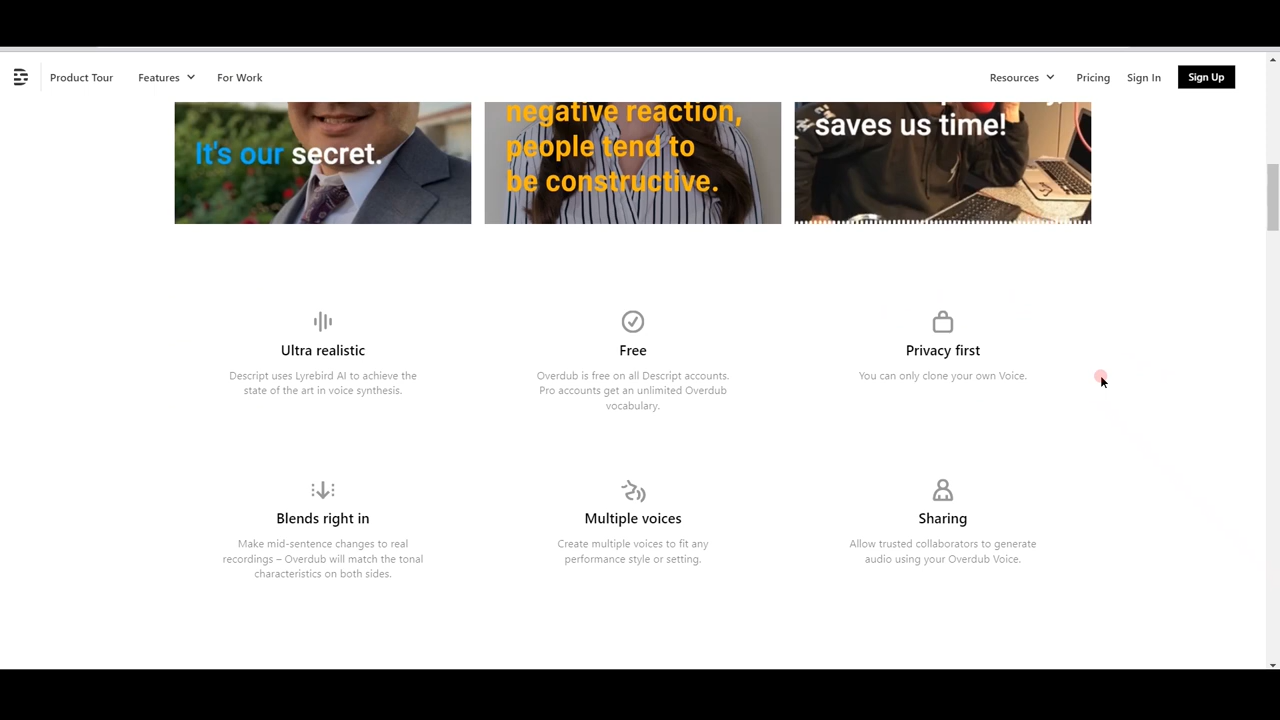 Product Tour Features For Work Resources Pricing Sign In Sign Up
It's our secret.
negative reaction,
people tend to
be constructive.
saves us time!
Ultra realistic
Descript uses Lyrebird AI to achieve the
state of the art in voice synthesis.
Free
Overdub is free on all Descript accounts.
Pro accounts get an unlimited Overdub
vocabulary.
Privacy first
You can only clone your own Voice.
Blends right in
Make mid-sentence changes to real
recordings – Overdub will match the tonal
characteristics on both sides.
Multiple voices
Create multiple voices to fit any
performance style or setting.
Sharing
Allow trusted collaborators to generate
audio using your Overdub Voice.